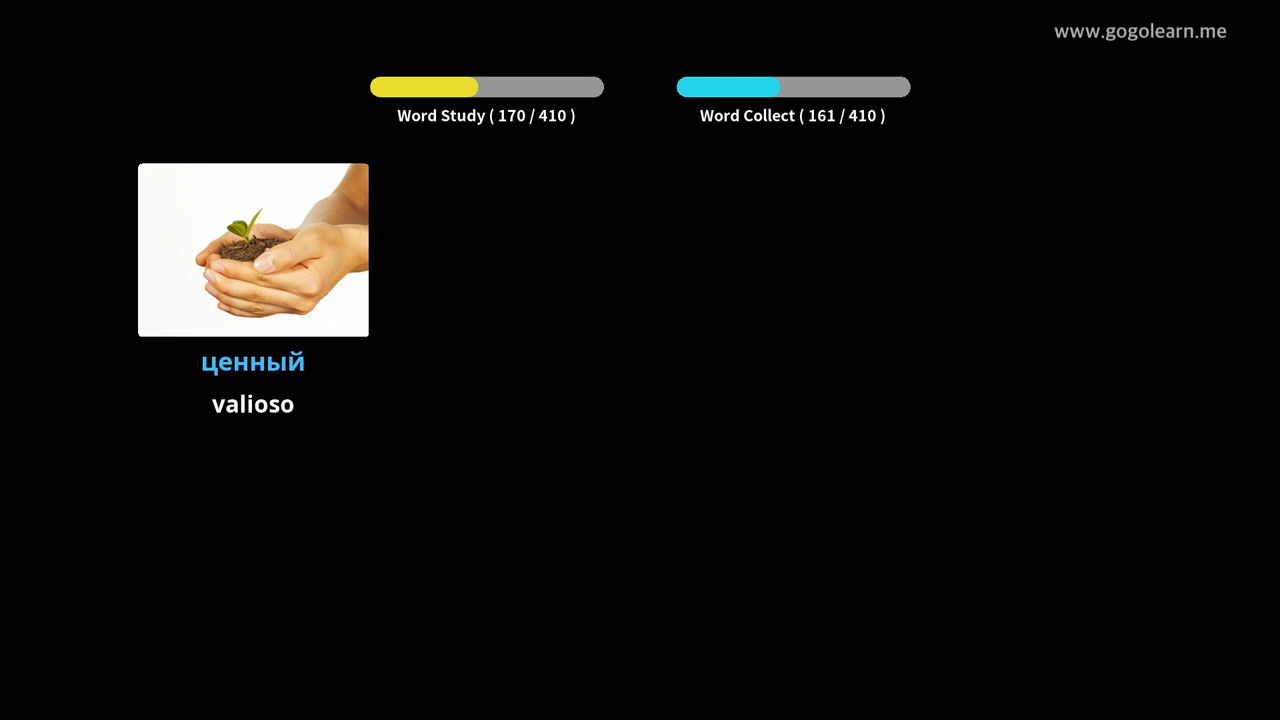 www.gogolearn.me
Word Study ( 170 / 410 )
Word Collect ( 161 / 410 )
ценный
valioso